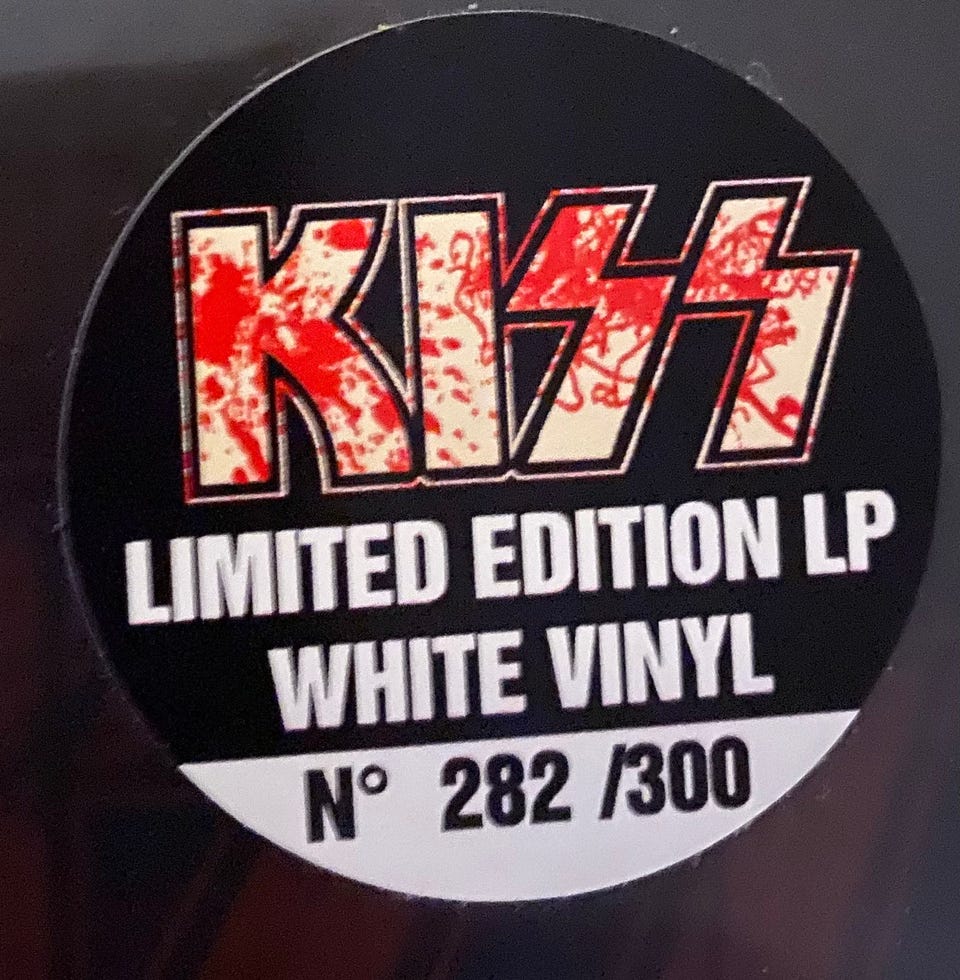 KISS
LIMITED EDITION LP
WHITE VINYL
N° 282 /300